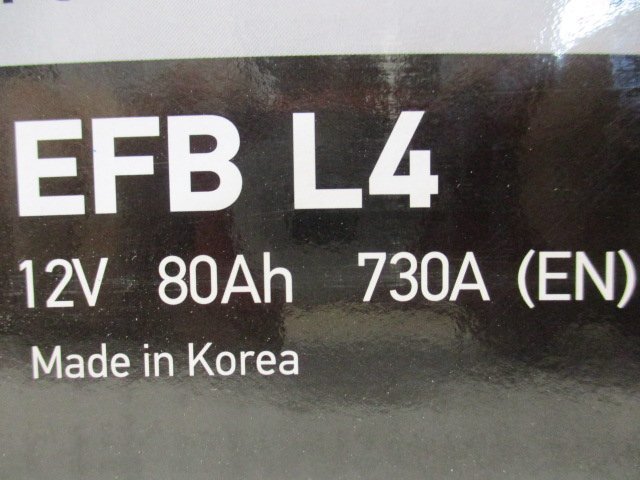 EFB L4
12V 80Ah 730A (EN)
Made in Korea